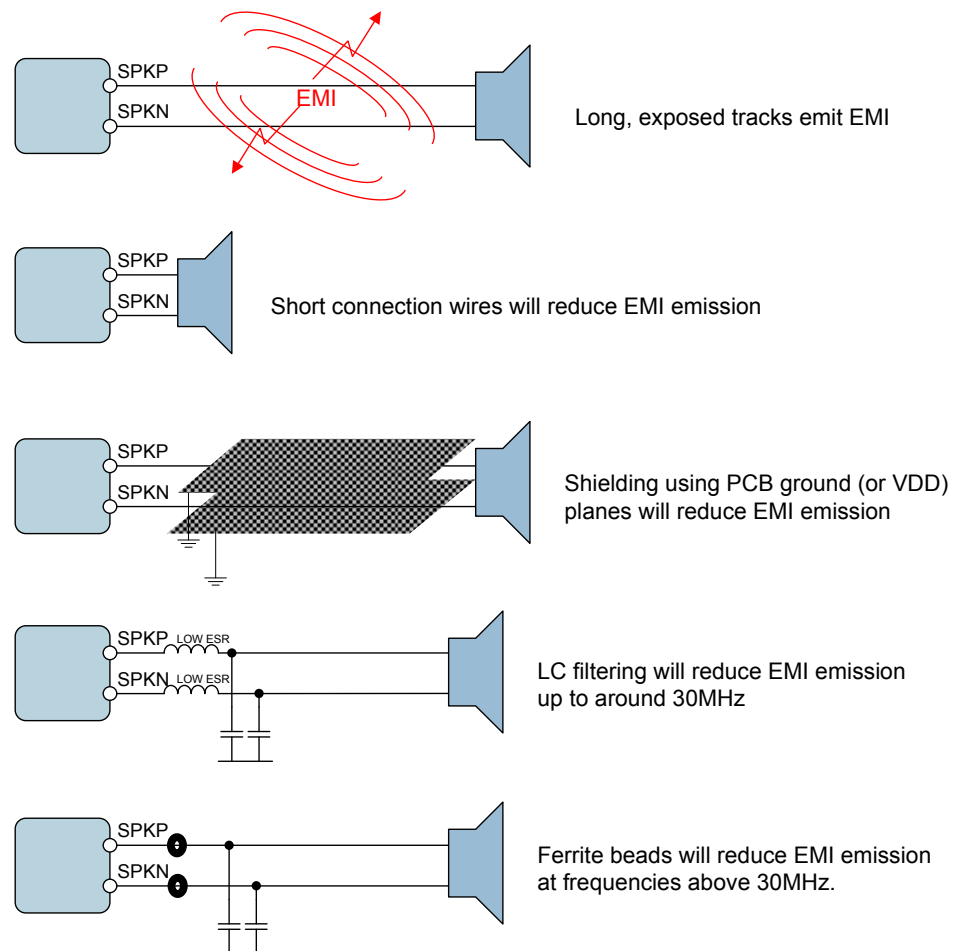 SPKP
EMI
SPKN
Long, exposed tracks emit EMI
SPKP
SPKN
Short connection wires will reduce EMI emission
SPKP
SPKN
Shielding using PCB ground (or VDD)
planes will reduce EMI emission
SPKP LOW ESR
SPKN LOW ESR
LC filtering will reduce EMI emission
up to around 30MHz
SPKP
SPKN
Ferrite beads will reduce EMI emission
at frequencies above 30MHz.